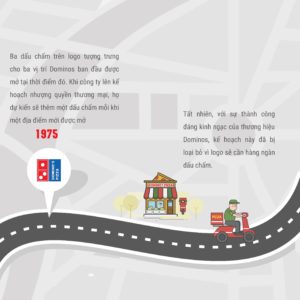 Ba dấu chấm trên logo tượng trưng
cho ba vị trí Dominos ban đầu được
mở tại thời điểm đó. Khi công ty lên kế
hoạch nhượng quyền thương mại, họ
dự kiến sẽ thêm một dấu chấm mỗi khi
một địa điểm mới được mở
1975
Tất nhiên, với sự thành công
đáng kinh ngạc của thương hiệu
Dominos, kế hoạch này đã bị
loại bỏ vì logo sẽ cần hàng ngàn
dấu chấm.
PIZZA